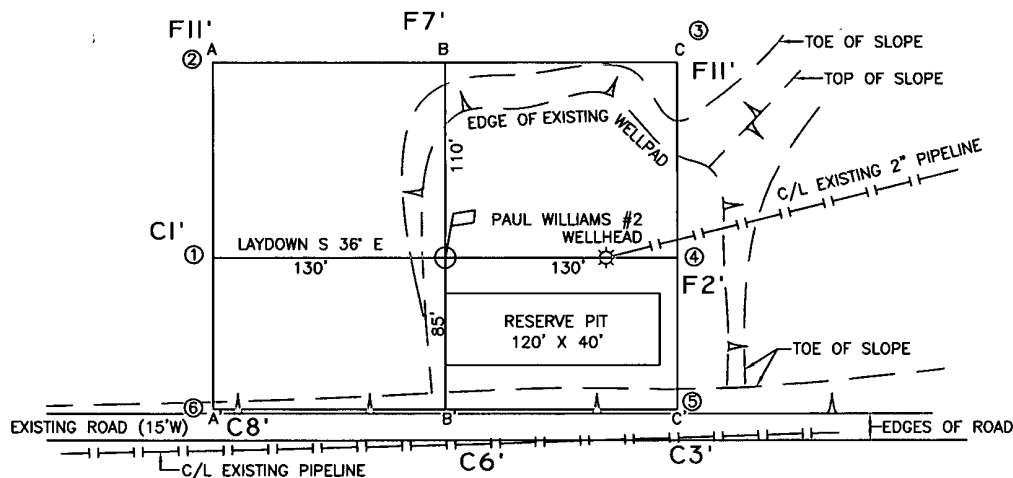 F7'
F11'
A
B
C
③
②
TOE OF SLOPE
F11'
TOP OF SLOPE
EDGE OF EXISTING WELLPAD
110'
C/L EXISTING 2" PIPELINE
C1'
PAUL WILLIAMS #2
WELLHEAD
LAYDOWN S 36° E
①
130'
130'
④
F2'
85'
RESERVE PIT
120' X 40'
TOE OF SLOPE
⑥
⑤
A'
B'
C'
EXISTING ROAD (15'W)
C8'
EDGES OF ROAD
C6'
C3'
C/L EXISTING PIPELINE